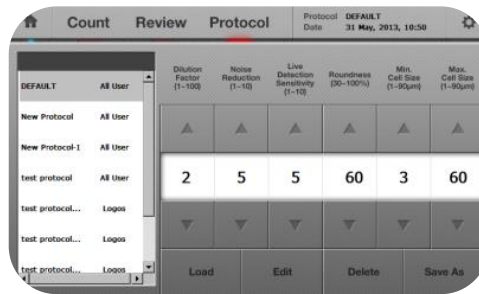 Count Review Protocol
Protocol DEFAULT
Date 31 May, 2013, 10:50
Dilution Factor (1~100)
Noise Reduction (1~10)
Live Detection Sensitivity (1~10)
Roundness (30~100%)
Min. Cell Size (1~90μm)
Max. Cell Size (1~90μm)
DEFAULT All User
New Protocol All User
New Protocol-1 All User
test protocol All User
test protocol... Logos
test protocol... Logos
test protocol... Logos
2 5 5 60 3 60
Load Edit Delete Save As